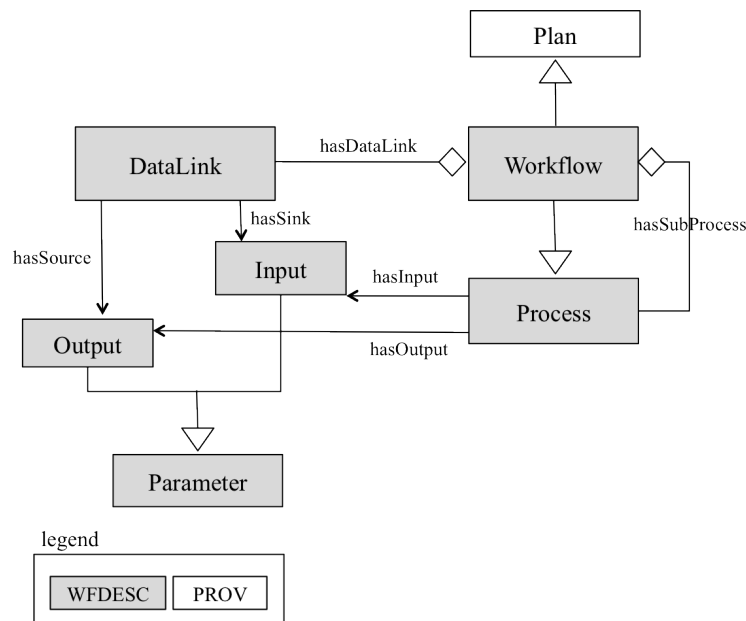 Plan
hasDataLink
DataLink
Workflow
hasSink
hasSubProcess
hasSource
Input
hasInput
Process
Output
hasOutput
Parameter
legend
WFDESC
PROV